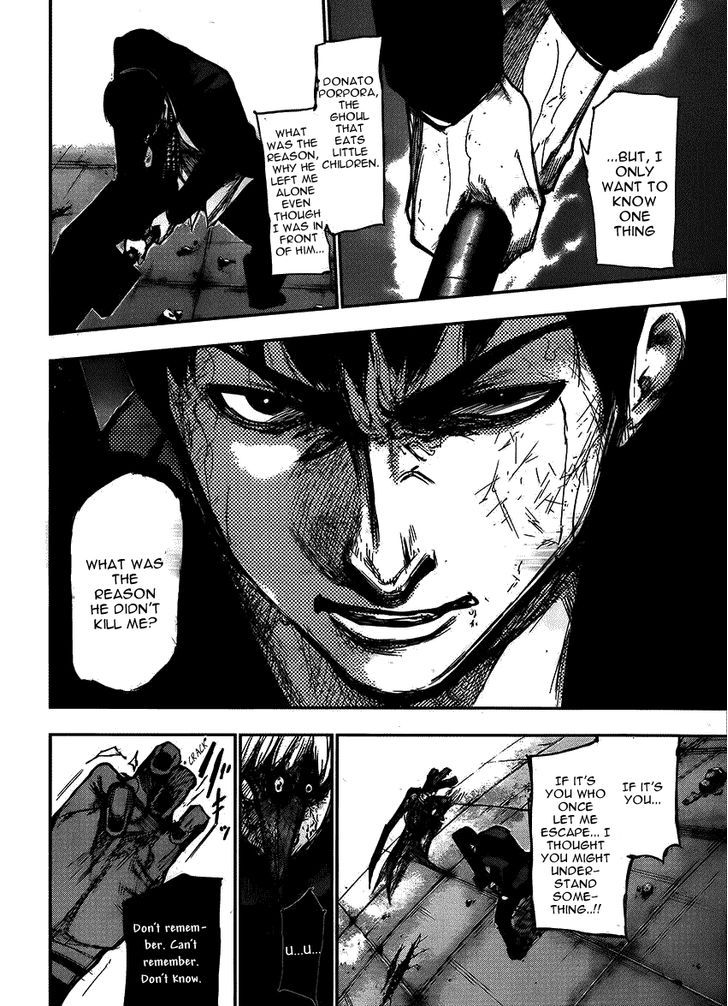 ...BUT, I
ONLY
WANT TO
KNOW
ONE
THING
DONATO
PORPORA,
THE
GHOUL
THAT
EATS
LITTLE
CHILDREN.
WHAT
WAS THE
REASON,
WHY HE
LEFT ME
ALONE
EVEN
THOUGH
I WAS IN
FRONT
OF HIM...
WHAT WAS
THE
REASON
HE DIDN'T
KILL ME?
IF IT'S
YOU...
IF IT'S
YOU WHO
ONCE
LET ME
ESCAPE... I
THOUGHT
YOU MIGHT
UNDER-
STAND
SOME-
THING..!!
U...U...
"CRACK"
Don't remem-
ber. Can't
remember.
Don't Know.